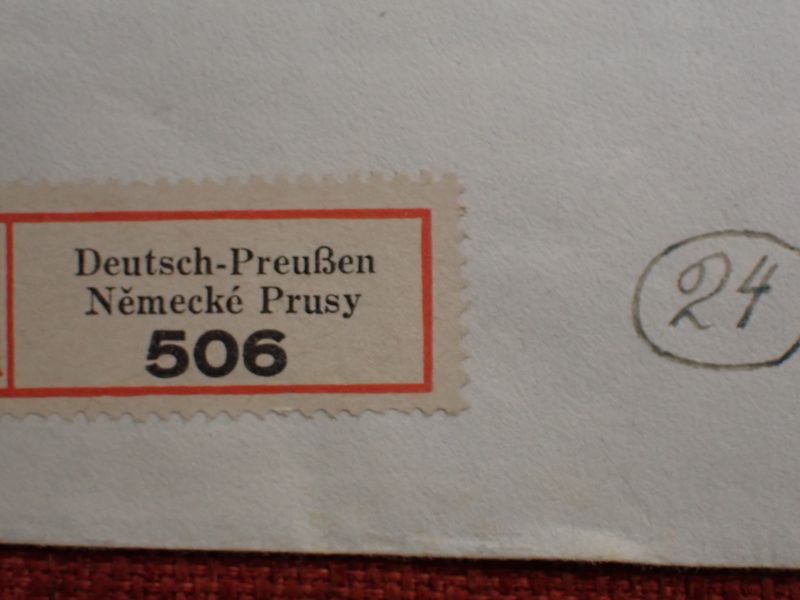 Deutsch-Preußen
Německé Prusy
506
24